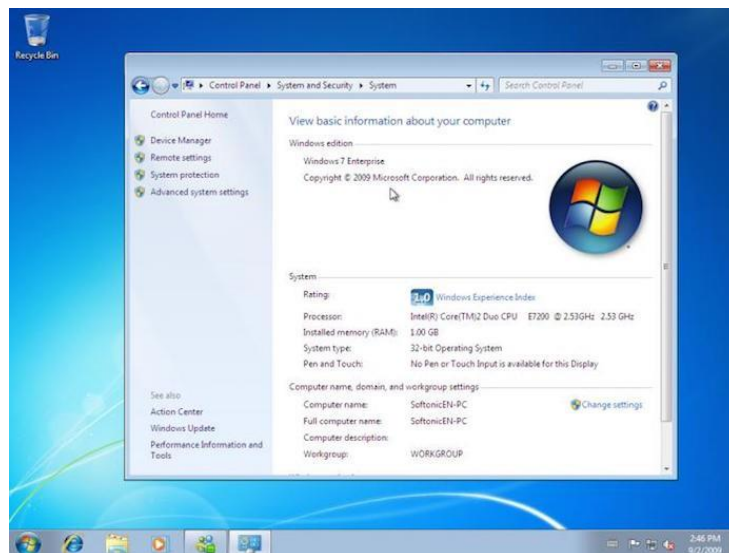 Recycle Bin
Control Panel ▸ System and Security ▸ System
Search Control Panel
Control Panel Home
Device Manager
Remote settings
System protection
Advanced system settings
See also
Action Center
Windows Update
Performance Information and
Tools
View basic information about your computer
Windows edition
Windows 7 Enterprise
Copyright © 2009 Microsoft Corporation. All rights reserved.
System
Rating: 1.0 Windows Experience Index
Processor: Intel(R) Core(TM)2 Duo CPU E7200 @ 2.53GHz 2.53 GHz
Installed memory (RAM): 1.00 GB
System type: 32-bit Operating System
Pen and Touch: No Pen or Touch Input is available for this Display
Computer name, domain, and workgroup settings
Computer name: SoftonicEN-PC Change settings
Full computer name: SoftonicEN-PC
Computer description:
Workgroup: WORKGROUP
2:46 PM
9/2/2009